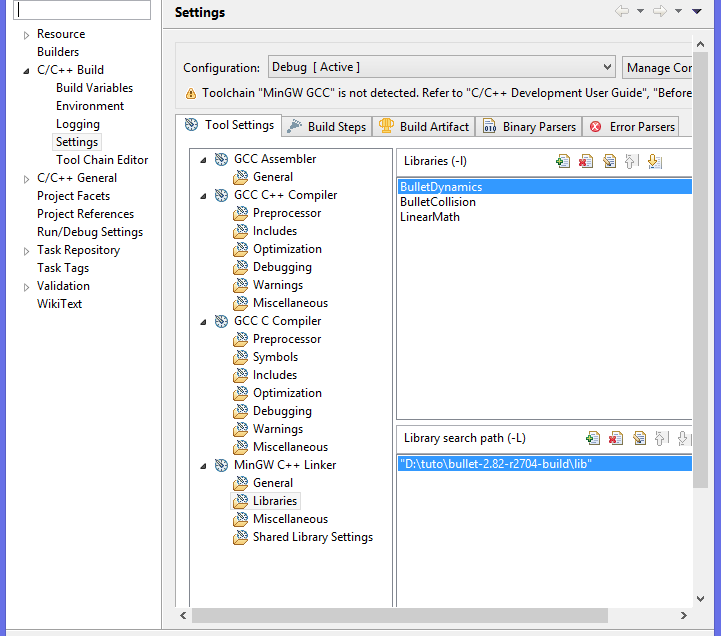 Settings
Resource
Builders
C/C++ Build
Build Variables
Environment
Logging
Settings
Tool Chain Editor
C/C++ General
Project Facets
Project References
Run/Debug Settings
Task Repository
Task Tags
Validation
WikiText
Configuration: Debug [ Active ] Manage Cor
Toolchain "MinGW GCC" is not detected. Refer to "C/C++ Development User Guide", "Before
Tool Settings Build Steps Build Artifact Binary Parsers Error Parsers
GCC Assembler
General
GCC C++ Compiler
Preprocessor
Includes
Optimization
Debugging
Warnings
Miscellaneous
GCC C Compiler
Preprocessor
Symbols
Includes
Optimization
Debugging
Warnings
Miscellaneous
MinGW C++ Linker
General
Libraries
Miscellaneous
Shared Library Settings
Libraries (-l)
BulletDynamics
BulletCollision
LinearMath
Library search path (-L)
"D:\tuto\bullet-2.82-r2704-build\lib"